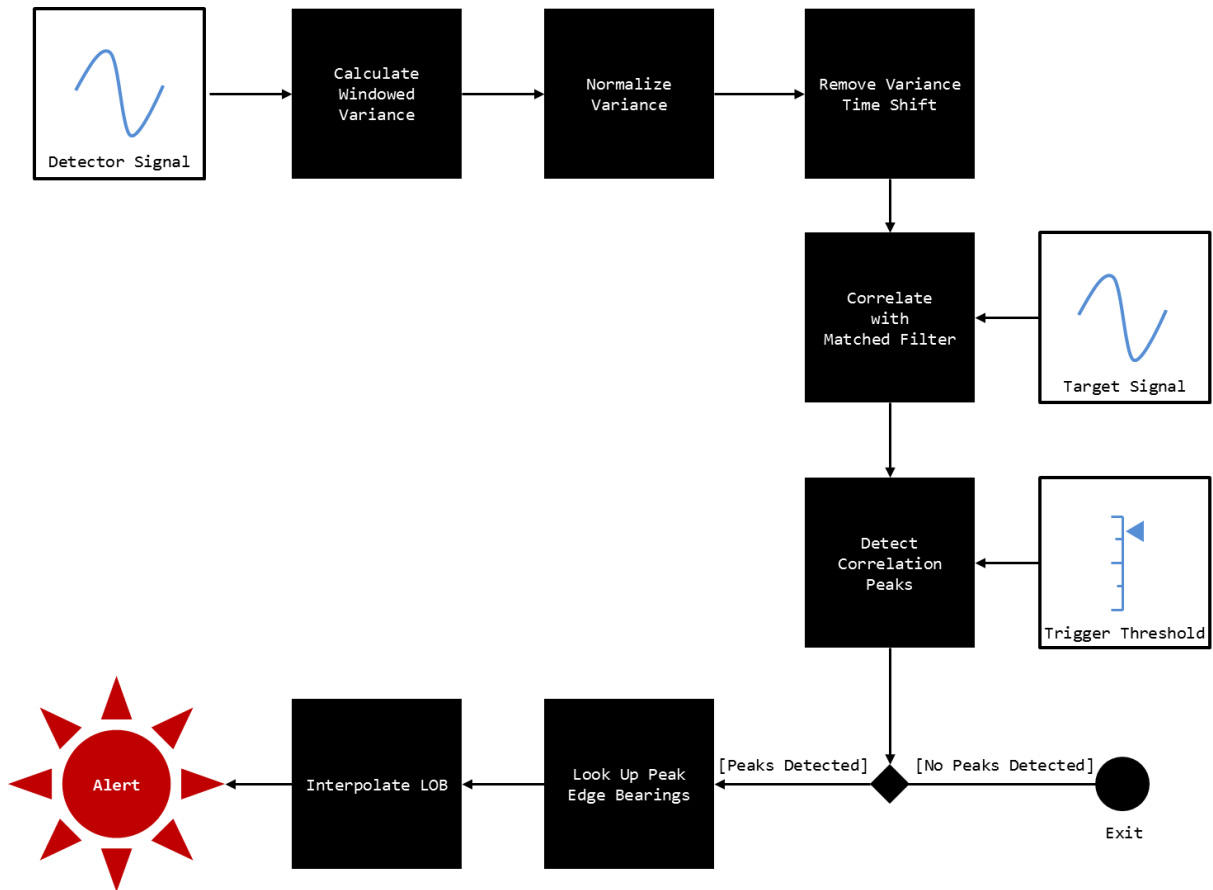 Detector Signal
Calculate
Windowed
Variance
Normalize
Variance
Remove Variance
Time Shift
Correlate
with
Matched Filter
Target Signal
Detect
Correlation
Peaks
Trigger Threshold
[Peaks Detected]
[No Peaks Detected]
Exit
Look Up Peak
Edge Bearings
Interpolate LOB
Alert